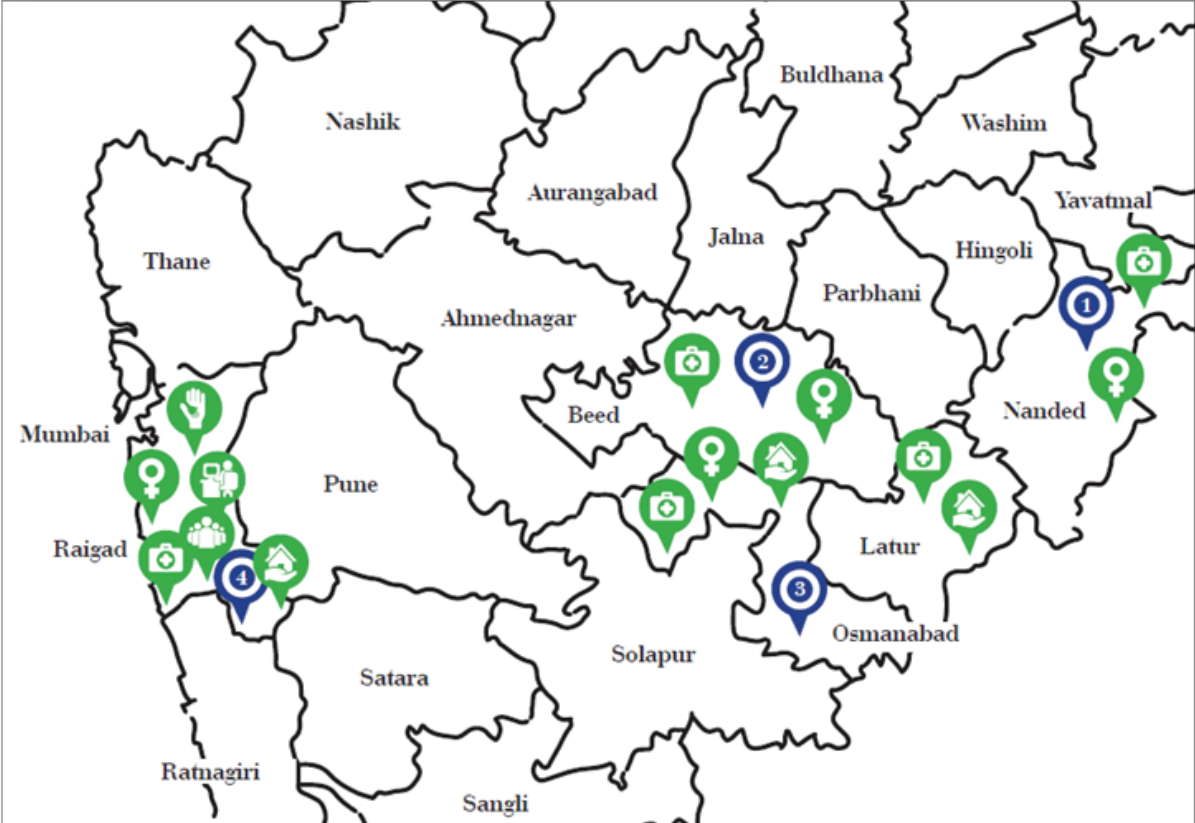 Buldhana
Nashik
Washim
Aurangabad
Yavatmal
Jalna
Hingoli
Thane
Parbhani
Ahmednagar
1
2
Beed
Nanded
Mumbai
Pune
Raigad
Latur
4
3
Osmanabad
Solapur
Satara
Ratnagiri
Sangli